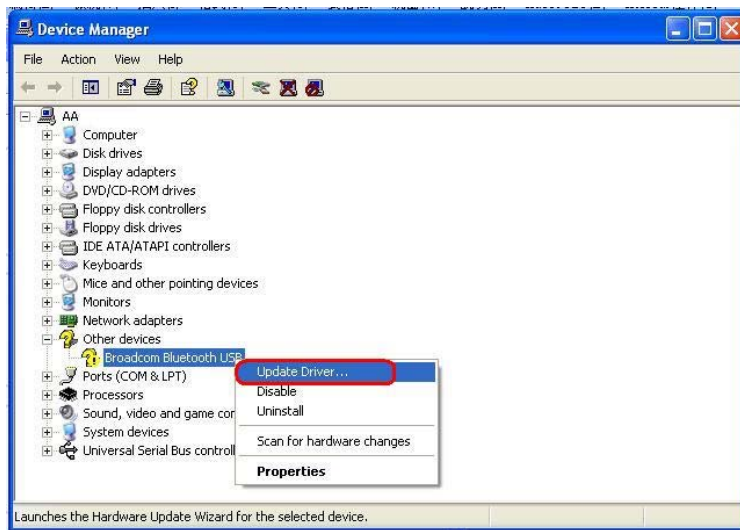 Device Manager
File Action View Help
AA
Computer
Disk drives
Display adapters
DVD/CD-ROM drives
Floppy disk controllers
Floppy disk drives
IDE ATA/ATAPI controllers
Keyboards
Mice and other pointing devices
Monitors
Network adapters
Other devices
Broadcom Bluetooth USB
Ports (COM & LPT)
Processors
Sound, video and game con
System devices
Universal Serial Bus controll
Update Driver...
Disable
Uninstall
Scan for hardware changes
Properties
Launches the Hardware Update Wizard for the selected device.